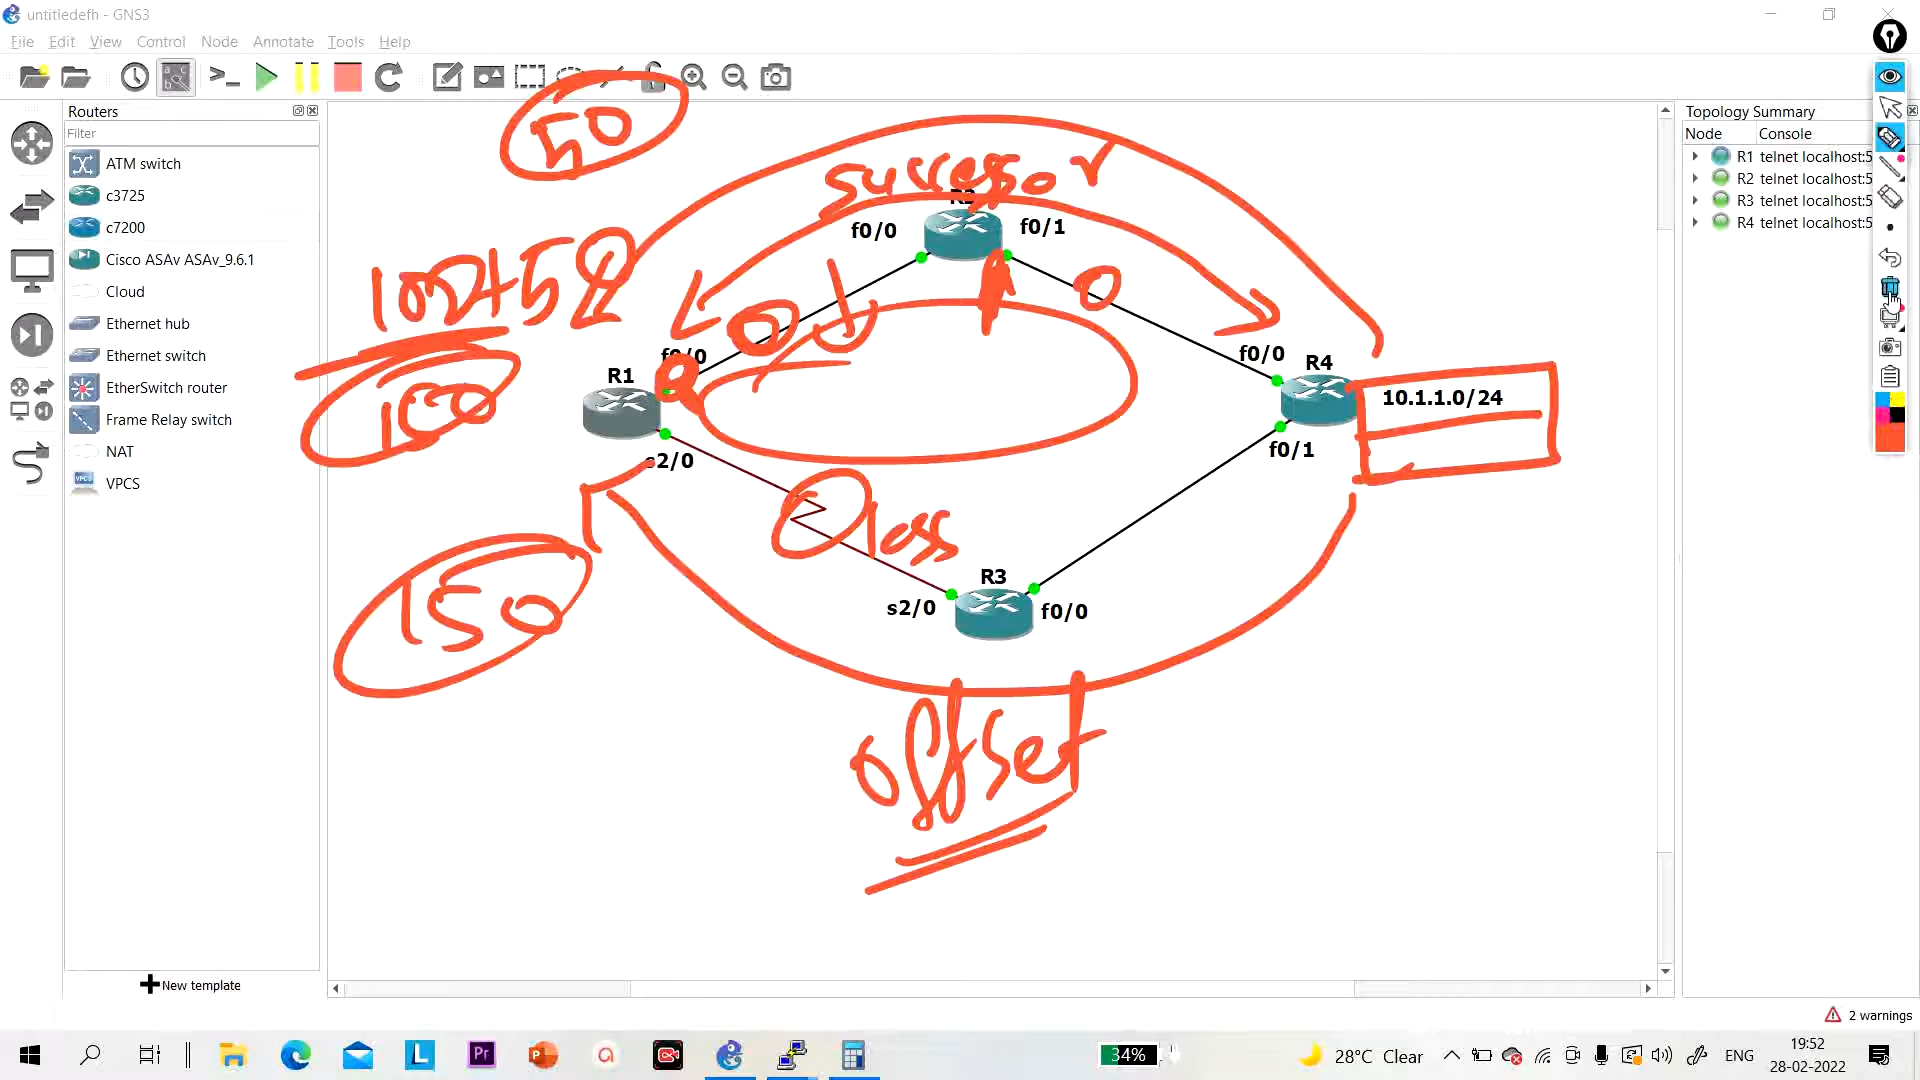 untitledefh - GNS3
File Edit View Control Node Annotate Tools Help
Routers
Filter
ATM switch
c3725
c7200
Cisco ASAv ASAv_9.6.1
Cloud
Ethernet hub
Ethernet switch
EtherSwitch router
Frame Relay switch
NAT
VPCS
New template
50
successor
f0/0
f0/1
0
0
100
150
R1
s2/0
loss
R3
s2/0
f0/0
f0/0
R4
f0/1
10.1.1.0/24
offset
Topology Summary
Node Console
R1 telnet localhost:5
R2 telnet localhost:5
R3 telnet localhost:5
R4 telnet localhost:5
2 warnings
34%
28°C Clear
ENG
19:52
28-02-2022